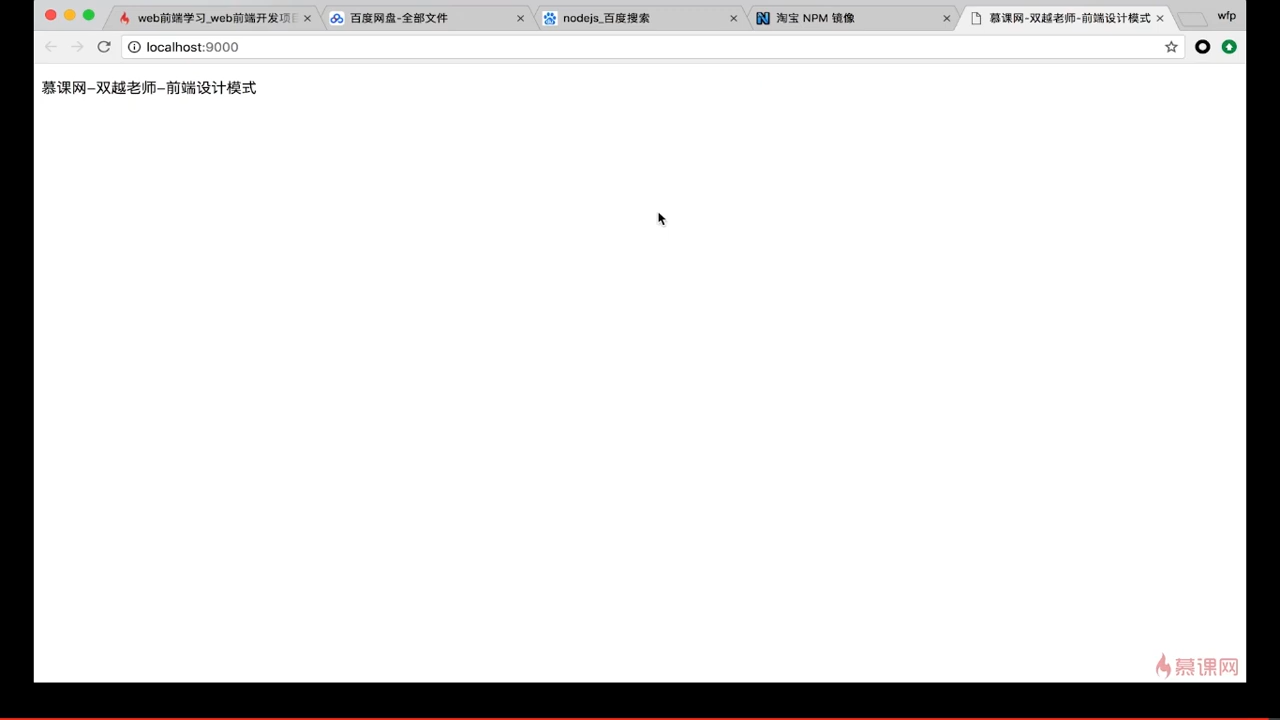 web前端学习_web前端开发项目
百度网盘-全部文件
nodejs_百度搜索
淘宝 NPM 镜像
慕课网-双越老师-前端设计模式
wfp
localhost:9000
慕课网-双越老师-前端设计模式
慕课网